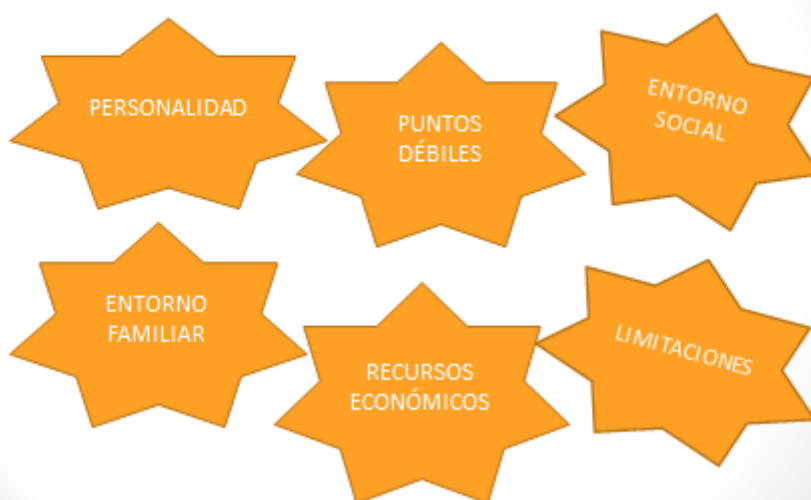 PERSONALIDAD
PUNTOS
DÉBILES
ENTORNO
SOCIAL
ENTORNO
FAMILIAR
RECURSOS
ECONÓMICOS
LIMITACIONES